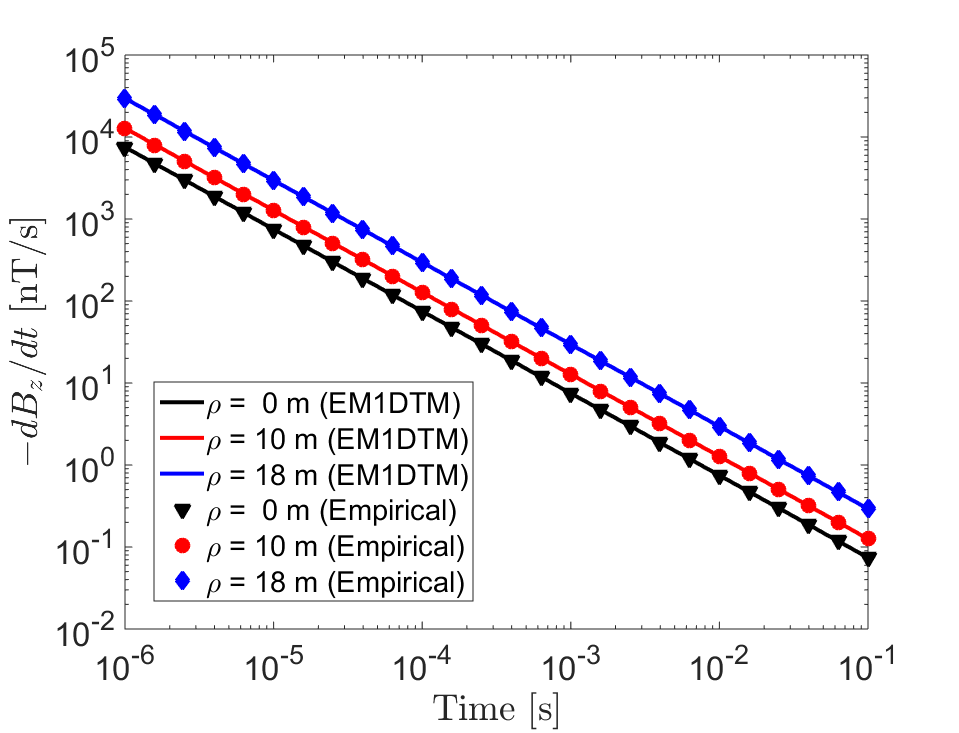 10^5
10^4
10^3
10^2
10^1
10^0
10^-1
10^-2
−dB_z/dt [nT/s]
ρ = 0 m (EM1DTM)
ρ = 10 m (EM1DTM)
ρ = 18 m (EM1DTM)
ρ = 0 m (Empirical)
ρ = 10 m (Empirical)
ρ = 18 m (Empirical)
10^-6 10^-5 10^-4 10^-3 10^-2 10^-1
Time [s]